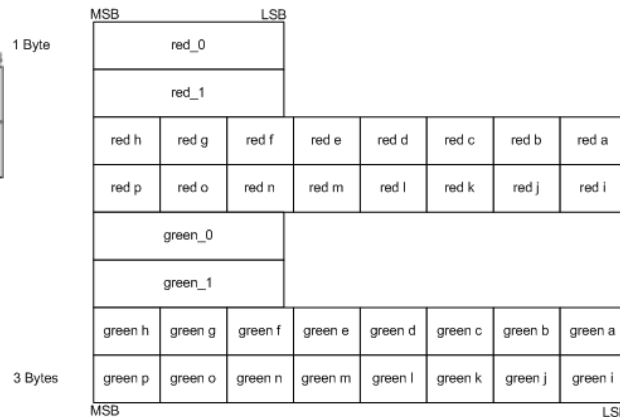 MSB LSB
1 Byte red_0
red_1
red h red g red f red e red d red c red b red a
red p red o red n red m red l red k red j red i
green_0
green_1
green h green g green f green e green d green c green b green a
3 Bytes green p green o green n green m green l green k green j green i
MSB